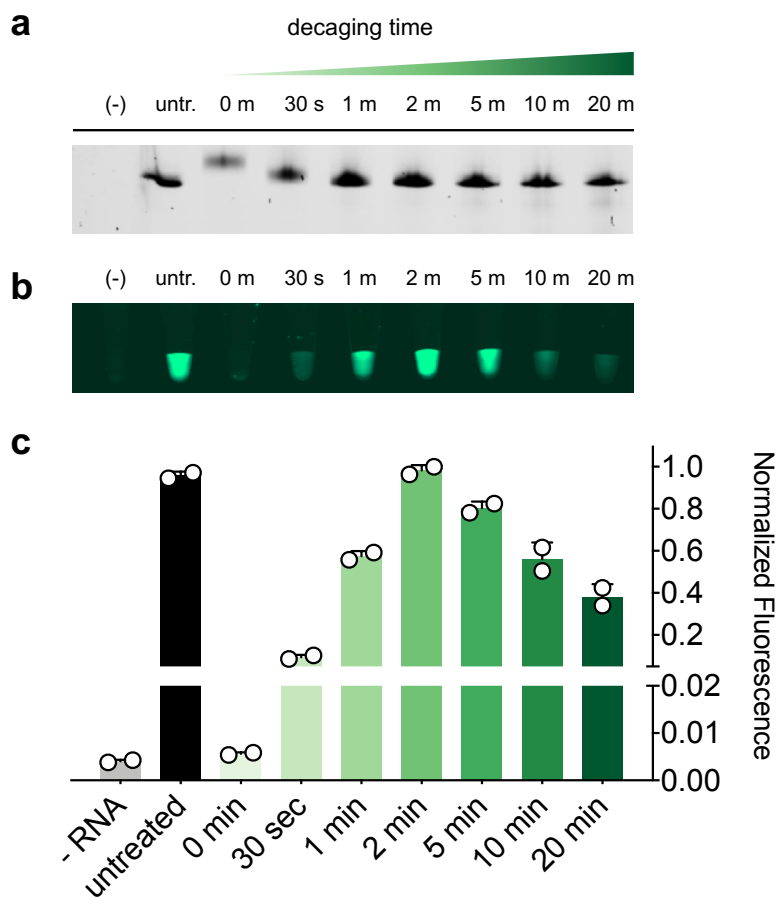 a
decaging time
(-) untr. 0 m 30 s 1 m 2 m 5 m 10 m 20 m
b
(-) untr. 0 m 30 s 1 m 2 m 5 m 10 m 20 m
c
1.0
0.8
0.6
0.4
0.2
0.02
0.01
0.00
Normalized Fluorescence
- RNA
untreated
0 min
30 sec
1 min
2 min
5 min
10 min
20 min